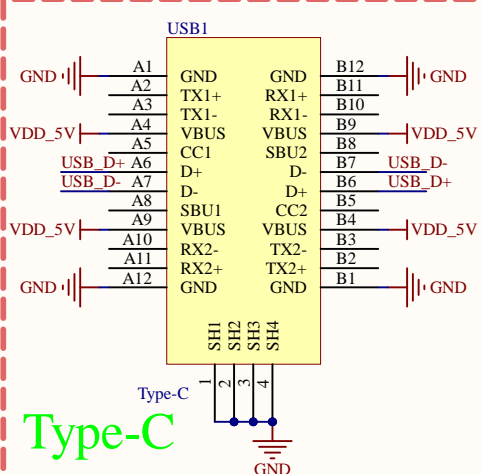 USB1
GND A1 GND GND B12 GND
A2 TX1+ RX1+ B11
A3 TX1- RX1- B10
VDD_5V A4 VBUS VBUS B9 VDD_5V
A5 CC1 SBU2 B8
USB_D+ A6 D+ D- B7 USB_D-
USB_D- A7 D- D+ B6 USB_D+
A8 SBU1 CC2 B5
VDD_5V A9 VBUS VBUS B4 VDD_5V
A10 RX2- TX2- B3
A11 RX2+ TX2+ B2
GND A12 GND GND B1 GND
SH1 SH2 SH3 SH4
1 2 3 4
Type-C
Type-C
GND